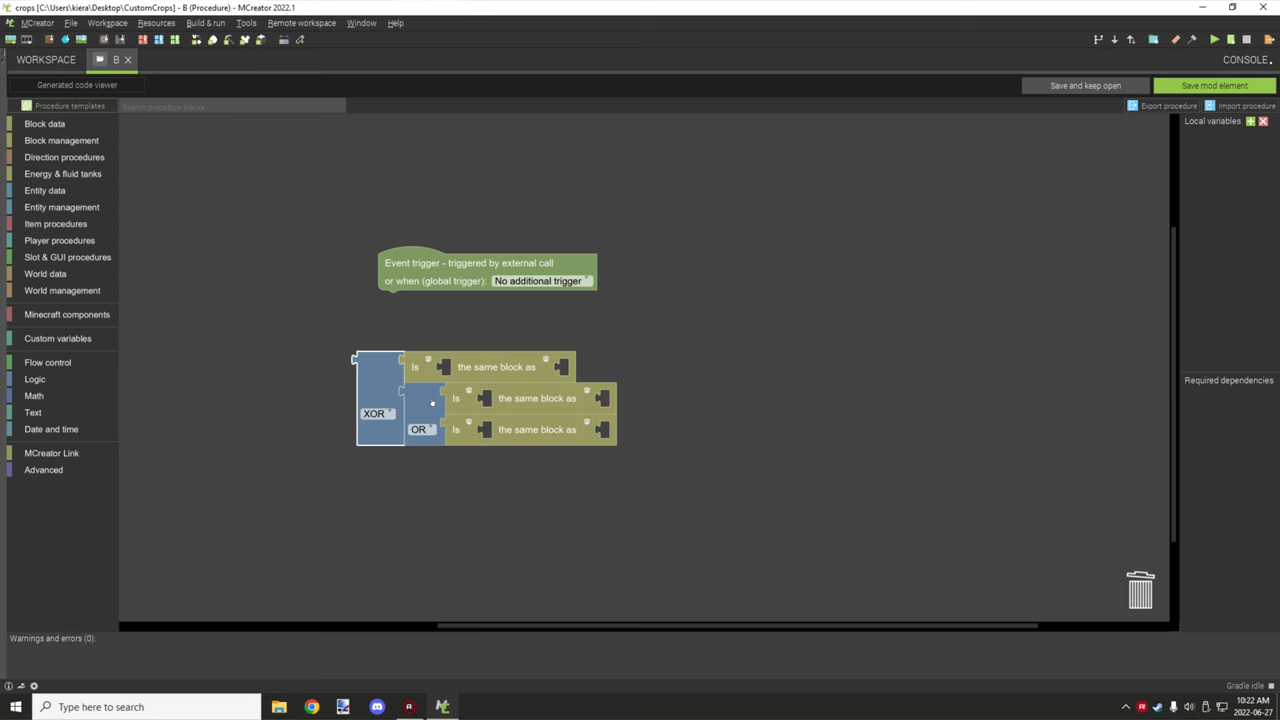 crops [C:\Users\kiera\Desktop\CustomCrops] - B (Procedure) - MCreator 2022.1
MCreator File Workspace Resources Build & run Tools Remote workspace Window Help
WORKSPACE B CONSOLE
Generated code viewer Save and keep open Save mod element
Procedure templates Search procedure blocks Export procedure Import procedure
Block data
Local variables
Block management
Direction procedures
Energy & fluid tanks
Entity data
Entity management
Item procedures
Player procedures
Slot & GUI procedures
World data
World management
Minecraft components
Custom variables
Flow control
Logic
Math
Text
Date and time
MCreator Link
Advanced
Event trigger - triggered by external call
or when (global trigger): No additional trigger
Is the same block as
XOR
Is the same block as
OR Is the same block as
Required dependencies
Warnings and errors (0):
Gradle idle
Type here to search
10:22 AM
2022-06-27